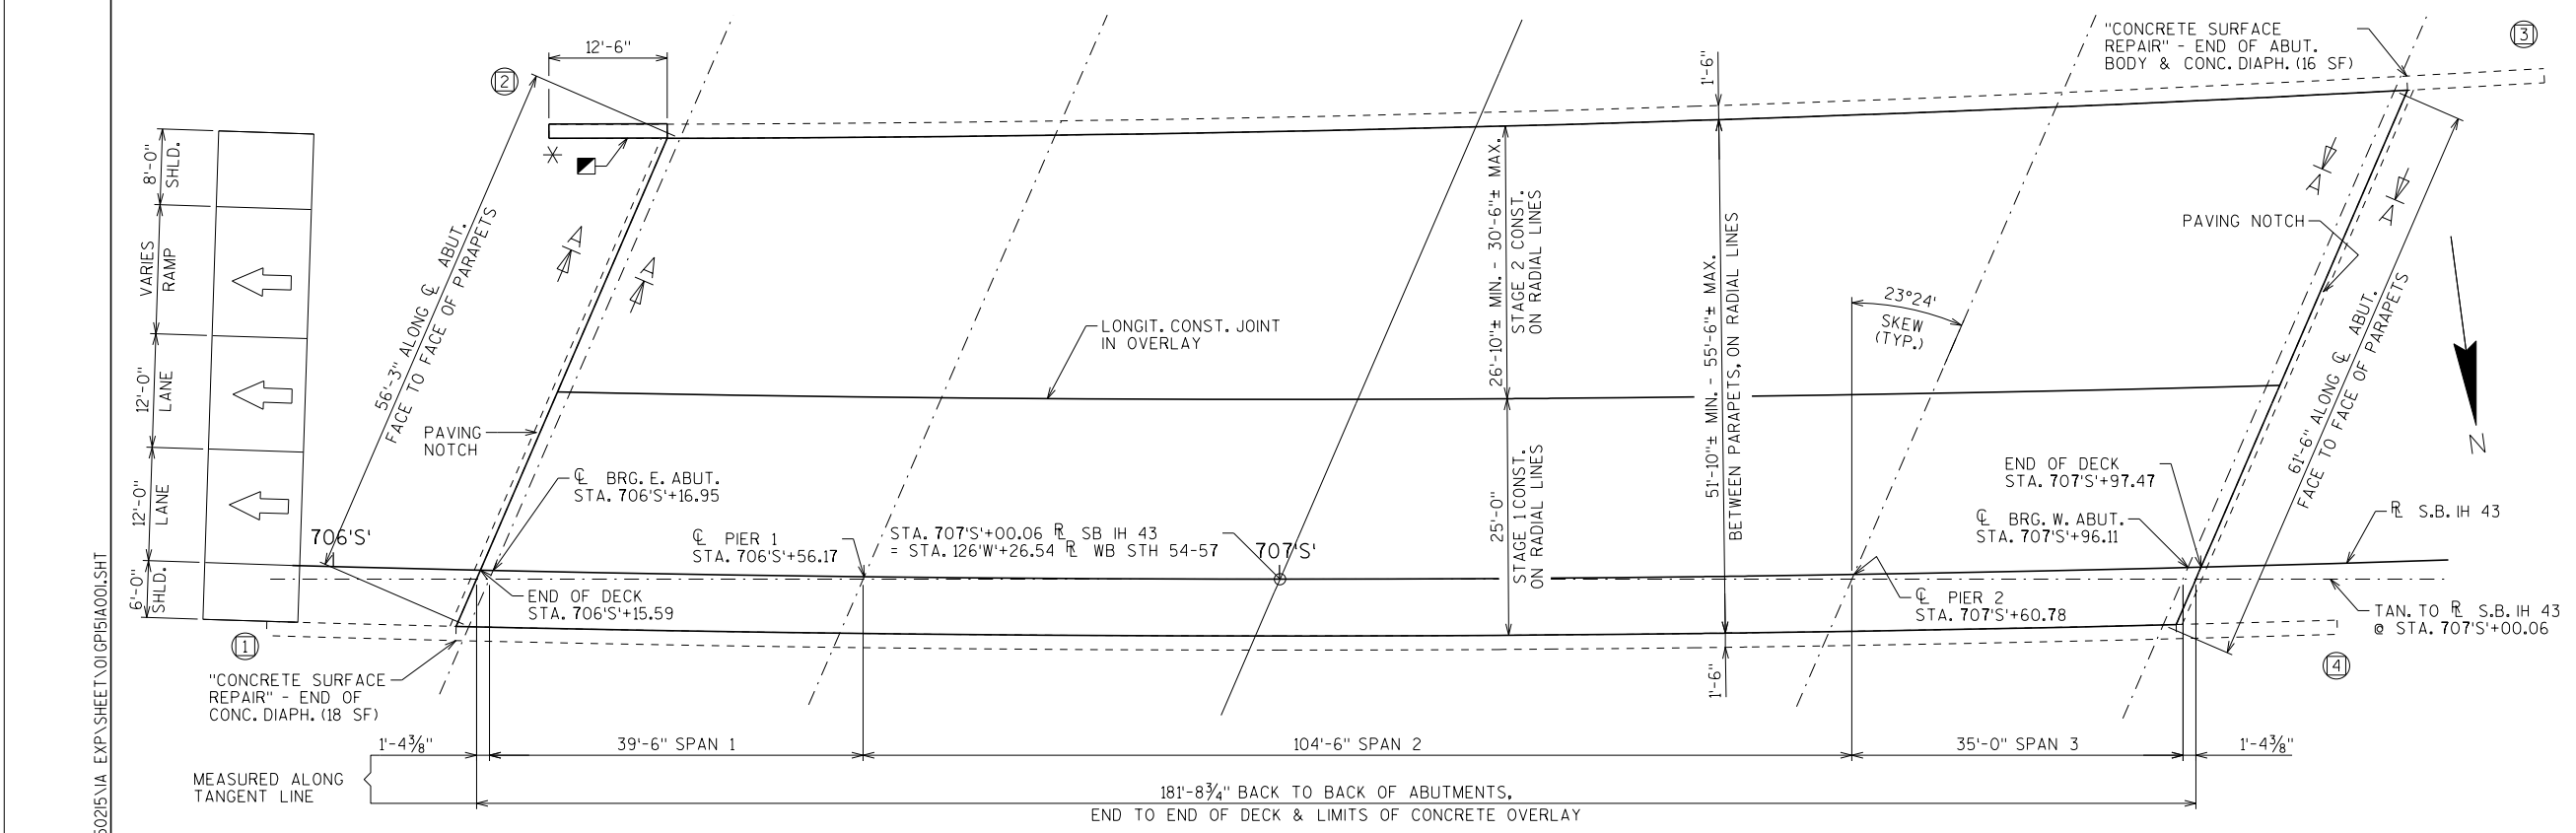 "CONCRETE SURFACE
REPAIR" - END OF ABUT.
BODY & CONC. DIAPH. (16 SF)
3
12'-6"
2
1'-6"
8'-0"
SHLD.
VARIES
RAMP
12'-0"
LANE
12'-0"
LANE
6'-0"
SHLD.
56'-3" ALONG ℄ ABUT.
FACE TO FACE OF PARAPETS
A
A
A
A
PAVING NOTCH
26'-10"± MIN. - 30'-6"± MAX.
STAGE 2 CONST.
ON RADIAL LINES
51'-10"± MIN. - 55'-6"± MAX.
BETWEEN PARAPETS, ON RADIAL LINES
23°24'
SKEW
(TYP.)
LONGIT. CONST. JOINT
IN OVERLAY
61'-6" ALONG ℄ ABUT.
FACE TO FACE OF PARAPETS
N
PAVING
NOTCH
℄ BRG. E. ABUT.
STA. 706'S'+16.95
25'-0"
STAGE 1 CONST.
ON RADIAL LINES
END OF DECK
STA. 707'S'+97.47
706'S'
℄ PIER 1
STA. 706'S'+56.17
STA. 707'S'+00.06 RL SB IH 43
= STA. 126'W'+26.54 RL WB STH 54-57
707'S'
℄ BRG. W. ABUT.
STA. 707'S'+96.11
RL S.B. IH 43
END OF DECK
STA. 706'S'+15.59
℄ PIER 2
STA. 707'S'+60.78
TAN. TO RL S.B. IH 43
@ STA. 707'S'+00.06
1
4
"CONCRETE SURFACE
REPAIR" - END OF
CONC. DIAPH. (18 SF)
1'-6"
1'-4⅜"
39'-6" SPAN 1
104'-6" SPAN 2
35'-0" SPAN 3
1'-4⅜"
MEASURED ALONG
TANGENT LINE
181'-8¾" BACK TO BACK OF ABUTMENTS,
END TO END OF DECK & LIMITS OF CONCRETE OVERLAY